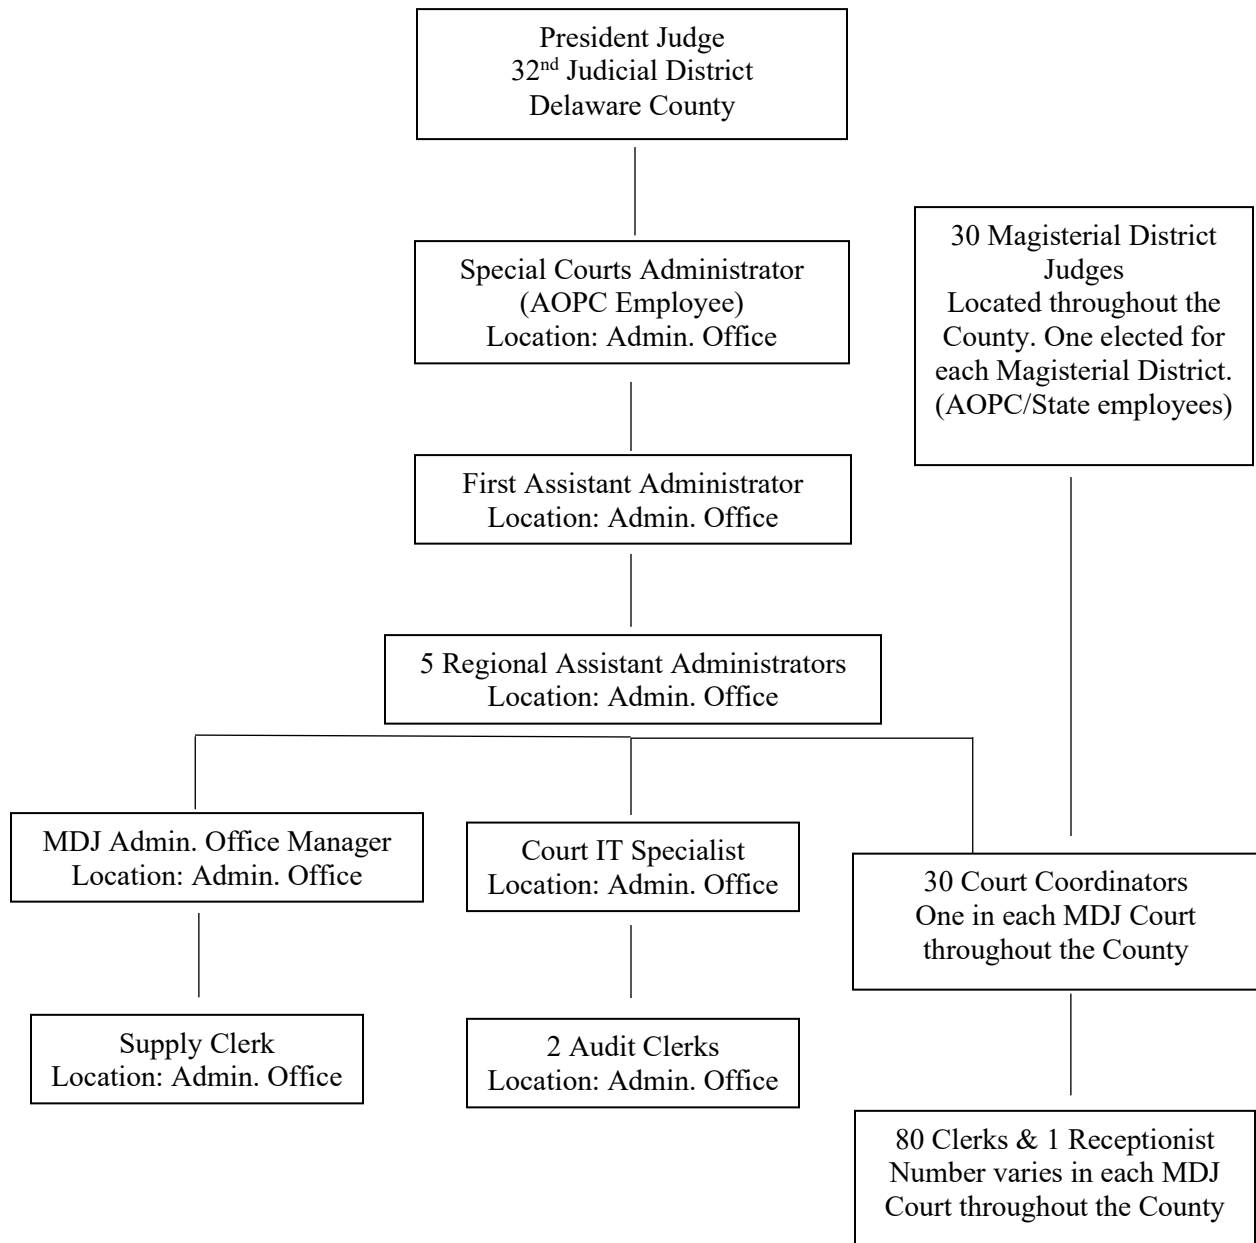 President Judge
32nd Judicial District
Delaware County
Special Courts Administrator
(AOPC Employee)
Location: Admin. Office
30 Magisterial District
Judges
Located throughout the
County. One elected for
each Magisterial District.
(AOPC/State employees)
First Assistant Administrator
Location: Admin. Office
5 Regional Assistant Administrators
Location: Admin. Office
MDJ Admin. Office Manager
Location: Admin. Office
Court IT Specialist
Location: Admin. Office
30 Court Coordinators
One in each MDJ Court
throughout the County
Supply Clerk
Location: Admin. Office
2 Audit Clerks
Location: Admin. Office
80 Clerks & 1 Receptionist
Number varies in each MDJ
Court throughout the County